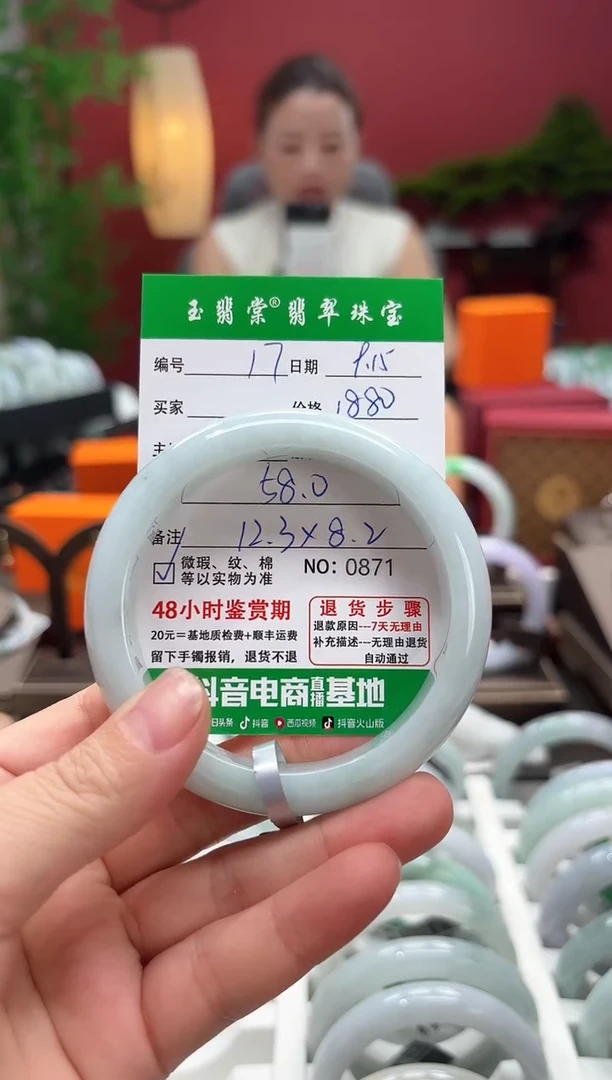 玉翡棠®翡翠珠宝
编号 17 日期 9.15
买家 价格 1880
58.0
备注 12.3×8.2
微瑕、纹、棉
等以实物为准
NO: 0871
48小时鉴赏期
20元=基地质检费+顺丰运费
留下手镯报销，退货不退
退货步骤
退款原因---7天无理由
补充描述---无理由退货
自动通过
抖音电商直播基地
日头条 抖音 西瓜视频 抖音火山版